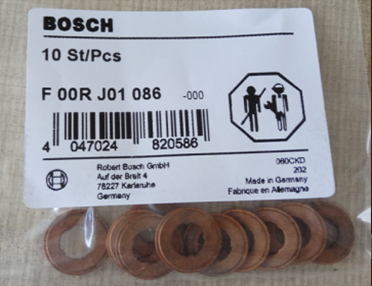 BOSCH
10 St/Pcs
F 00R J01 086 -000
4 047024 820586
Robert Bosch GmbH
Auf der Breit 4
76227 Karlsruhe
Germany
080CKD
202
Made in Germany
Fabriqué en Allemagne